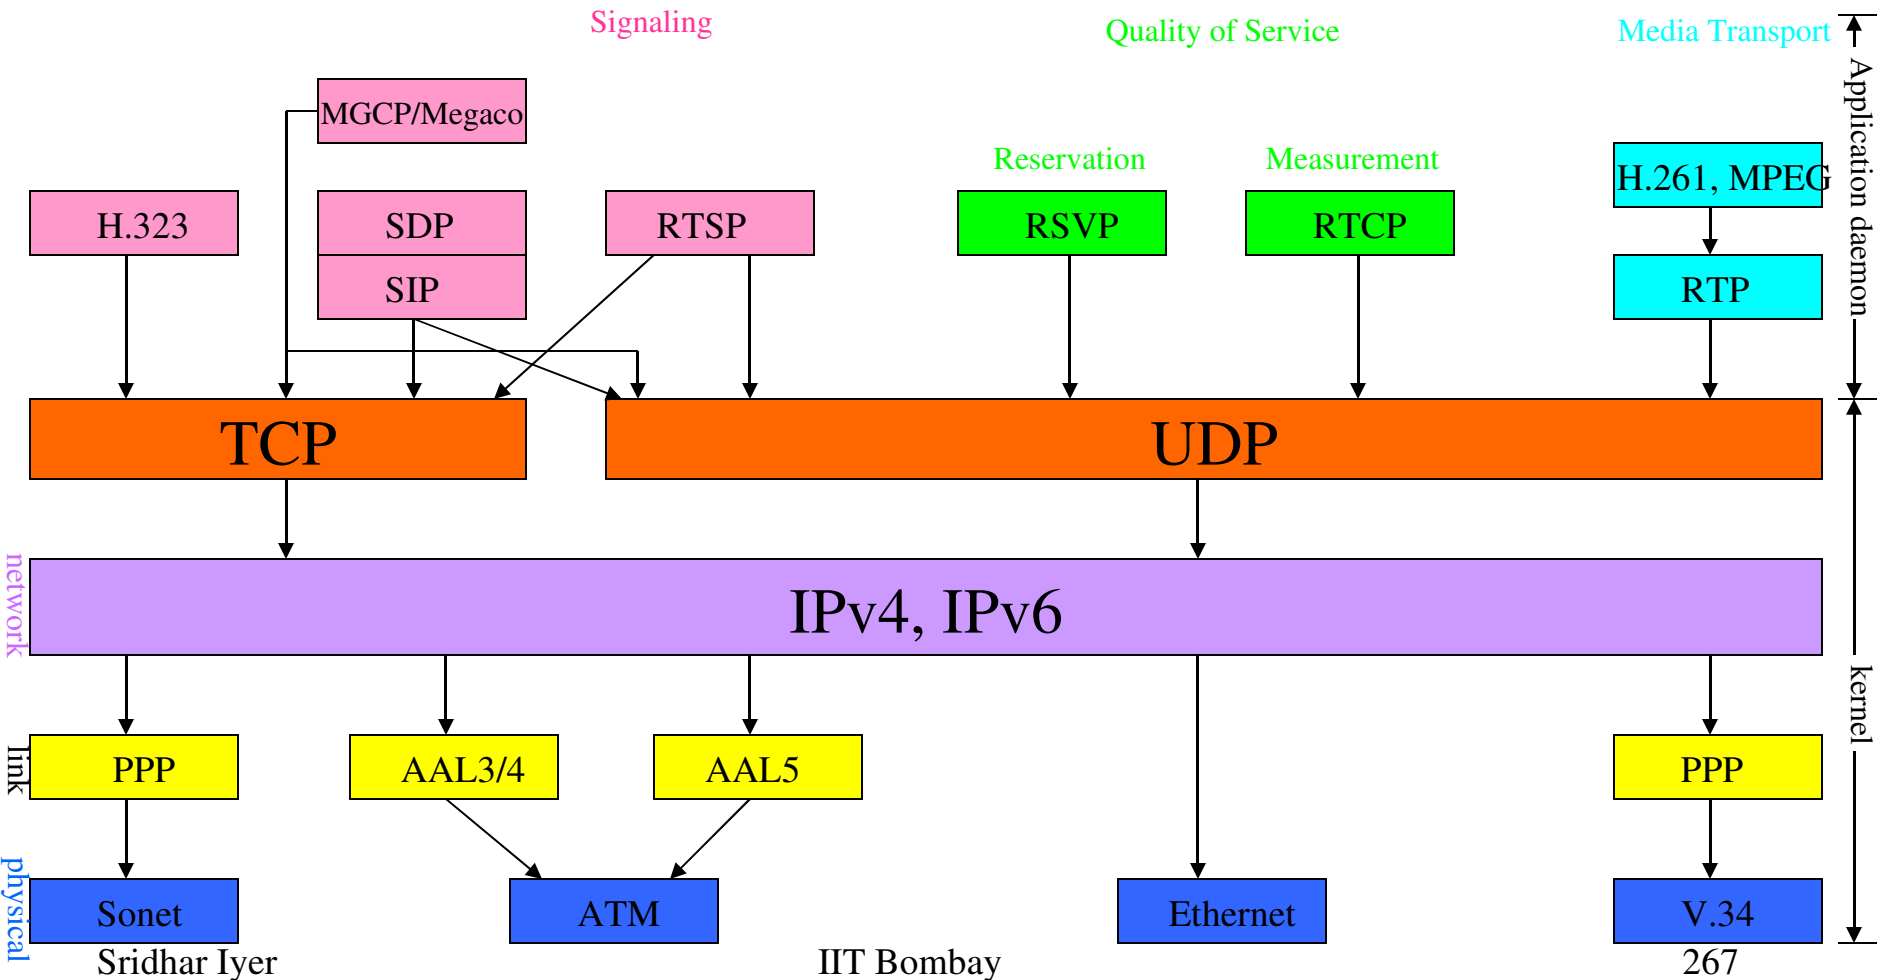 Signaling
Quality of Service
Media Transport
MGCP/Megaco
Application daemon
Reservation
Measurement
H.261, MPEG
H.323
SDP
RTSP
RSVP
RTCP
SIP
RTP
TCP
UDP
network
IPv4, IPv6
kernel
link
PPP
AAL3/4
AAL5
PPP
physical
Sonet
ATM
Ethernet
V.34
Sridhar Iyer
IIT Bombay
267